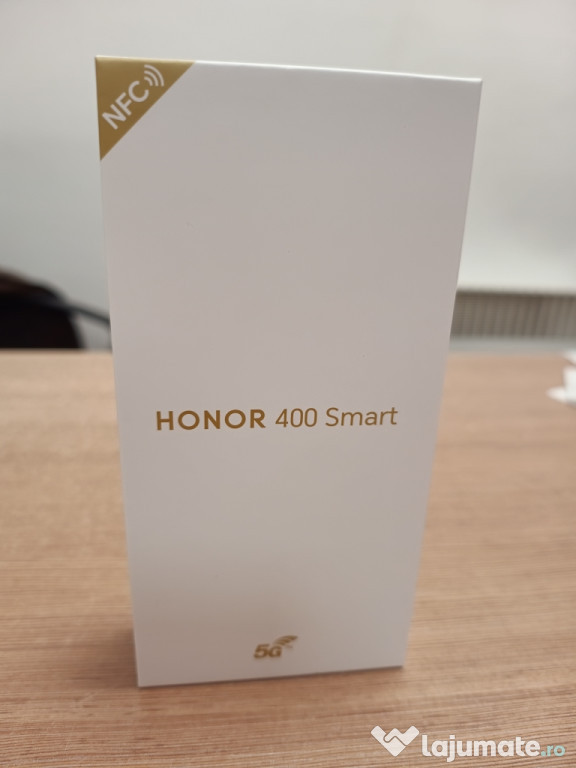 NFC
HONOR 400 Smart
5G
lajumate.ro